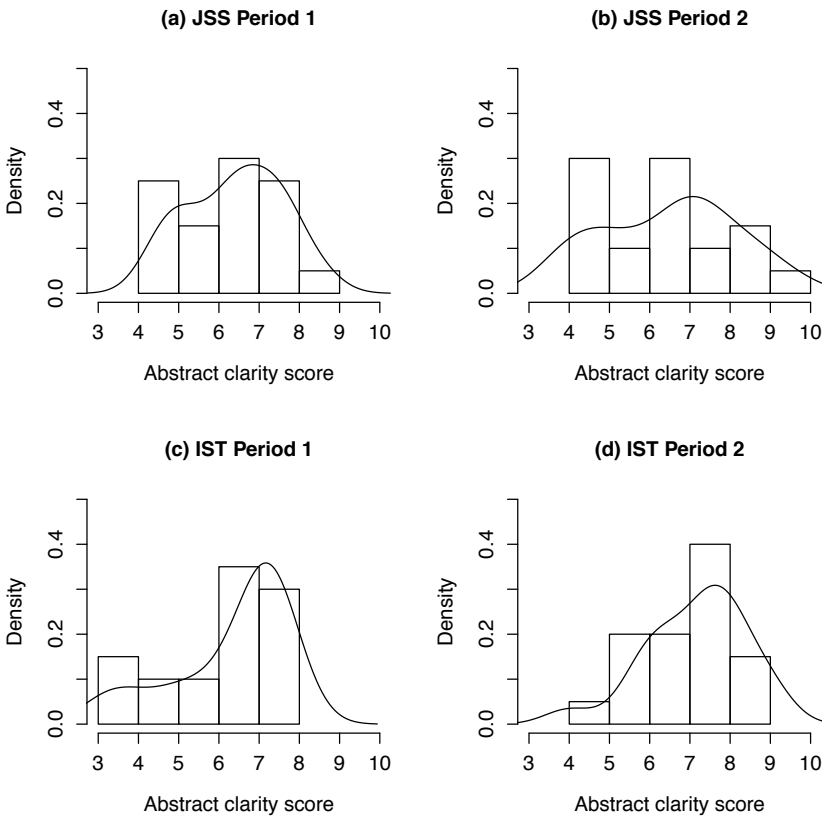 (a) JSS Period 1
Density
0.0 0.2 0.4
3 4 5 6 7 8 9 10
Abstract clarity score
(b) JSS Period 2
Density
0.0 0.2 0.4
3 4 5 6 7 8 9 10
Abstract clarity score
(c) IST Period 1
Density
0.0 0.2 0.4
3 4 5 6 7 8 9 10
Abstract clarity score
(d) IST Period 2
Density
0.0 0.2 0.4
3 4 5 6 7 8 9 10
Abstract clarity score